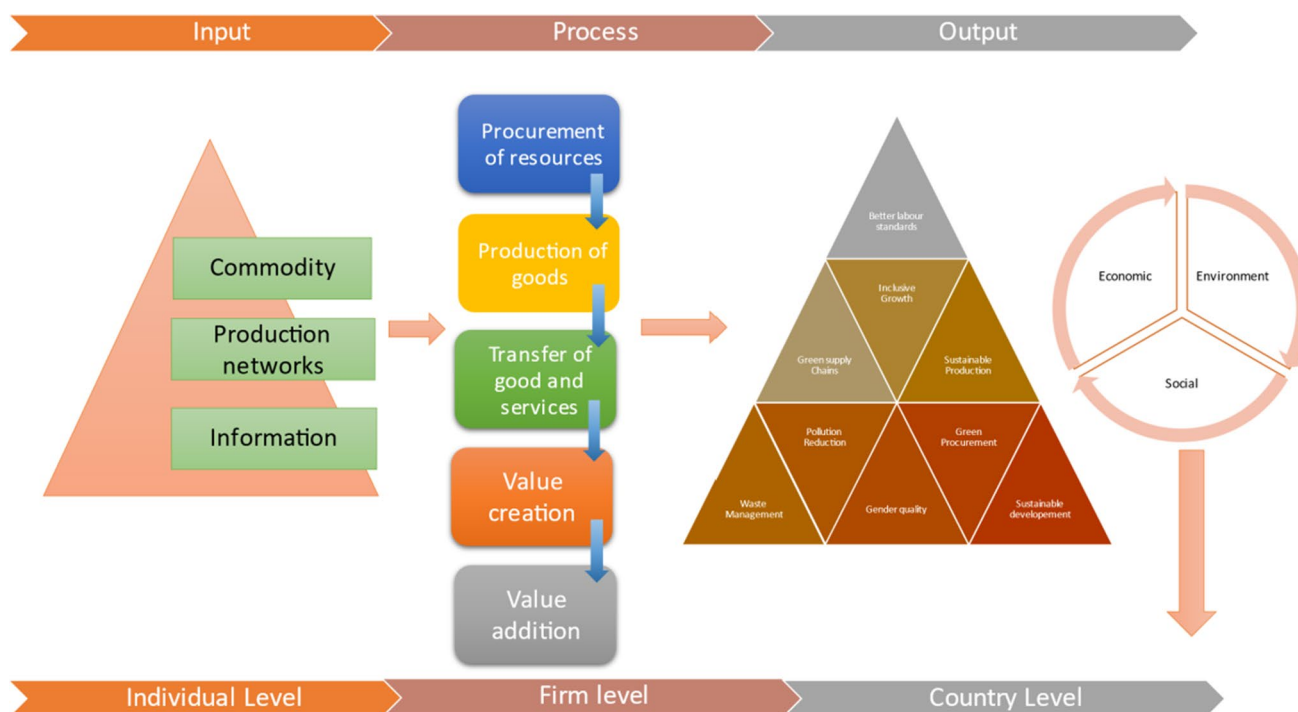 Input
Process
Output
Commodity
Production
networks
Information
Procurement
of resources
Production of
goods
Transfer of
good and
services
Value
creation
Value
addition
Better labour
standards
Inclusive
Growth
Green supply
Chains
Sustainable
Production
Pollution
Reduction
Green
Procurement
Waste
Management
Gender quality
Sustainable
developement
Economic
Environment
Social
Individual Level
Firm level
Country Level